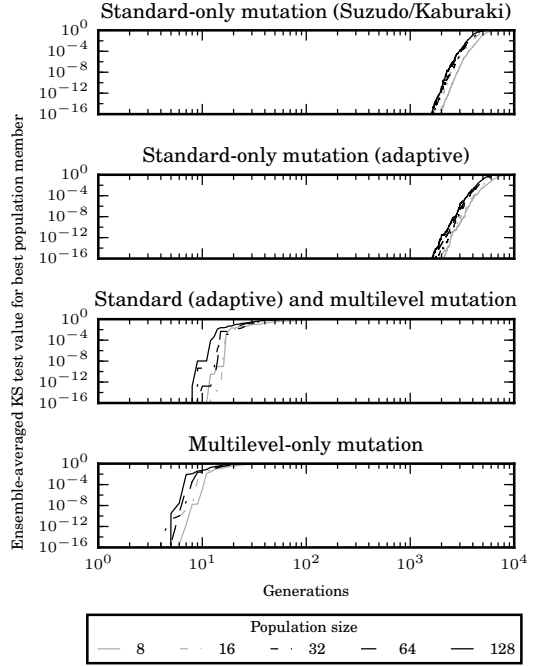 Standard-only mutation (Suzudo/Kaburaki)
10^0
10^-4
10^-8
10^-12
10^-16
Standard-only mutation (adaptive)
10^0
10^-4
10^-8
10^-12
10^-16
Standard (adaptive) and multilevel mutation
10^0
10^-4
10^-8
10^-12
10^-16
Multilevel-only mutation
10^0
10^-4
10^-8
10^-12
10^-16
10^0 10^1 10^2 10^3 10^4
Generations
Ensemble-averaged KS test value for best population member
Population size
8 16 32 64 128